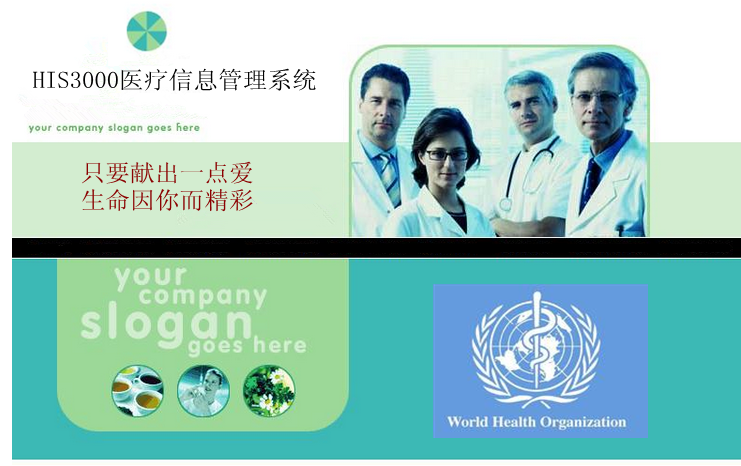 HIS3000医疗信息管理系统
your company slogan goes here
只要献出一点爱
生命因你而精彩
your
company
slogan
goes here
World Health Organization